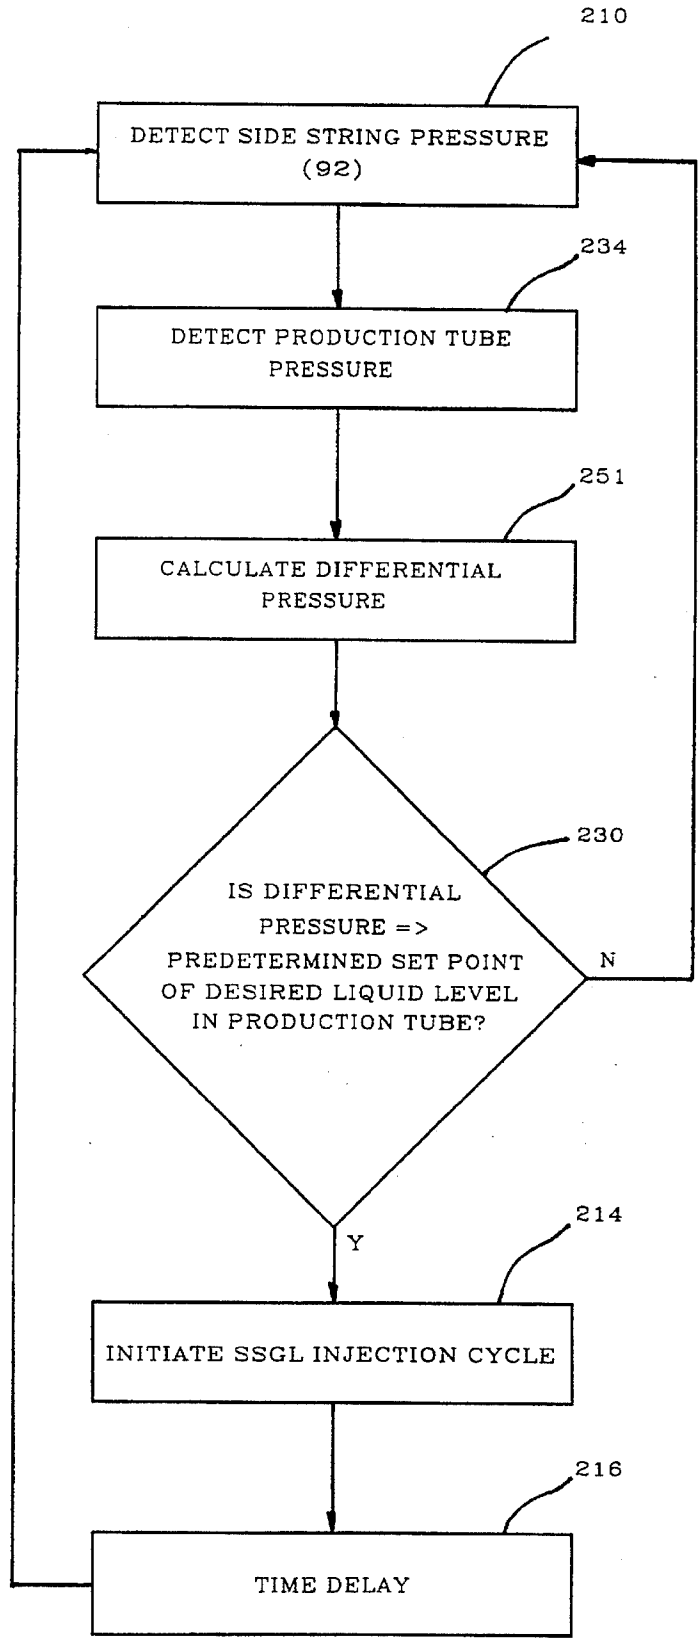 210
DETECT SIDE STRING PRESSURE
(92)
234
DETECT PRODUCTION TUBE
PRESSURE
251
CALCULATE DIFFERENTIAL
PRESSURE
230
IS DIFFERENTIAL
PRESSURE =>
PREDETERMINED SET POINT
OF DESIRED LIQUID LEVEL
IN PRODUCTION TUBE?
N
Y
214
INITIATE SSGL INJECTION CYCLE
216
TIME DELAY